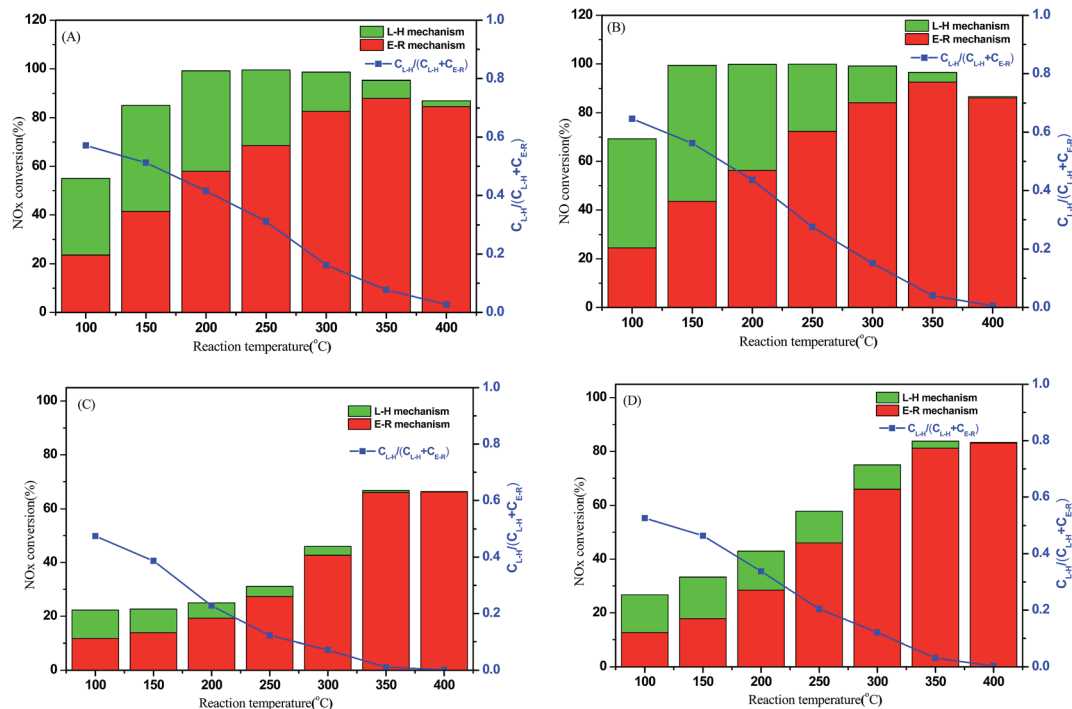 (A)
L-H mechanism
E-R mechanism
C_L-H/(C_L-H+C_E-R)
NOx conversion(%)
120
100
80
60
40
20
0
1.0
0.8
0.6
0.4
0.2
0.0
C_L-H/(C_L-H+C_E-R)
100 150 200 250 300 350 400
Reaction temperature(°C)
(B)
L-H mechanism
E-R mechanism
C_L-H/(C_L-H+C_E-R)
NO conversion(%)
120
100
80
60
40
20
0
1.0
0.8
0.6
0.4
0.2
0.0
C_L-H/(C_L-H+C_E-R)
100 150 200 250 300 350 400
Reaction temperature(°C)
(C)
L-H mechanism
E-R mechanism
C_L-H/(C_L-H+C_E-R)
NOx conversion(%)
100
80
60
40
20
0
1.0
0.8
0.6
0.4
0.2
0.0
C_L-H/(C_L-H+C_E-R)
100 150 200 250 300 350 400
Reaction temperature(°C)
(D)
L-H mechanism
E-R mechanism
C_L-H/(C_L-H+C_E-R)
NOx conversion(%)
100
80
60
40
20
0
1.0
0.8
0.6
0.4
0.2
0.0
C_L-H/(C_L-H+C_E-R)
100 150 200 250 300 350 400
Reaction temperature(°C)